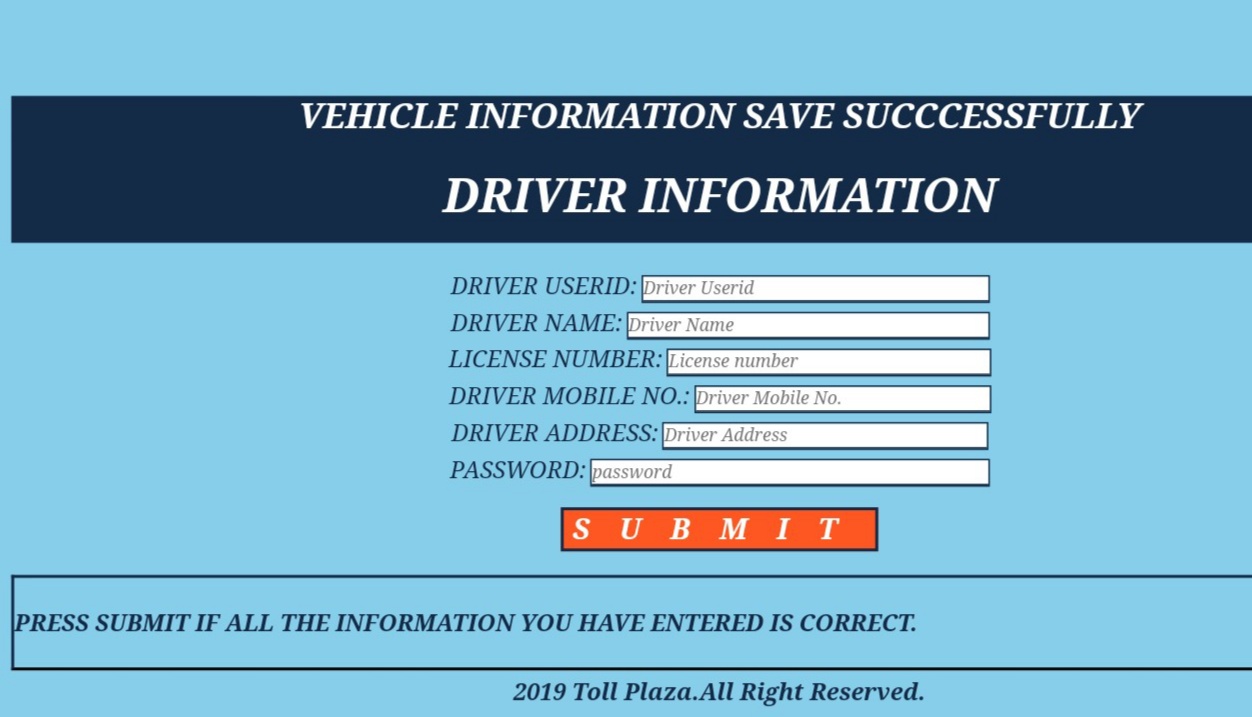 VEHICLE INFORMATION SAVE SUCCCESSFULLY
DRIVER INFORMATION
DRIVER USERID: Driver Userid
DRIVER NAME: Driver Name
LICENSE NUMBER: License number
DRIVER MOBILE NO.: Driver Mobile No.
DRIVER ADDRESS: Driver Address
PASSWORD: password
S U B M I T
PRESS SUBMIT IF ALL THE INFORMATION YOU HAVE ENTERED IS CORRECT.
2019 Toll Plaza.All Right Reserved.